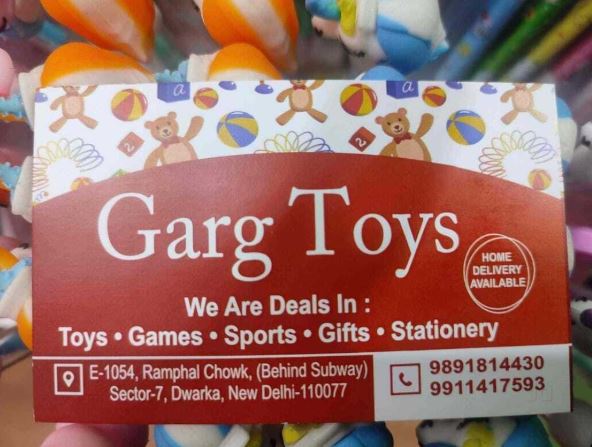 Garg Toys
HOME
DELIVERY
AVAILABLE
We Are Deals In :
Toys • Games • Sports • Gifts • Stationery
E-1054, Ramphal Chowk, (Behind Subway)
Sector-7, Dwarka, New Delhi-110077
9891814430
9911417593